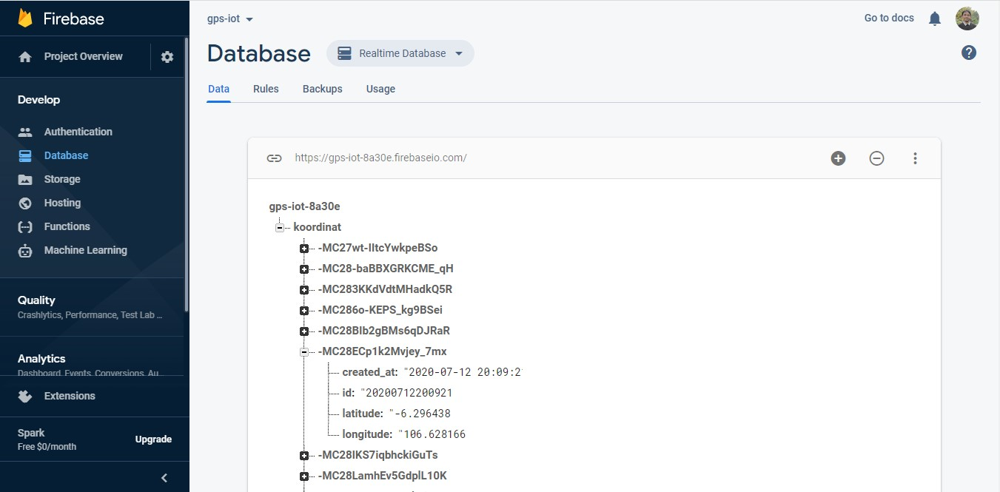 Firebase
Project Overview
Develop
Authentication
Database
Storage
Hosting
Functions
Machine Learning
Quality
Crashlytics, Performance, Test Lab ...
Analytics
Dashboard, Events, Conversions, Au...
Extensions
Spark
Free $0/month
Upgrade
gps-iot
Go to docs
Database
Realtime Database
Data Rules Backups Usage
https://gps-iot-8a30e.firebaseio.com/
gps-iot-8a30e
koordinat
-MC27wt-IItcYwkpeBSo
-MC28-baBBXGRKCME_qH
-MC283KKdVdtMHadkQ5R
-MC286o-KEPS_kg9BSei
-MC28BIb2gBMs6qDJRaR
-MC28ECp1k2Mvjey_7mx
created_at: "2020-07-12 20:09:2
id: "20200712200921
latitude: "-6.296438
longitude: "106.628166
-MC28IKS7iqbhckiGuTs
-MC28LamhEv5GdplL10K